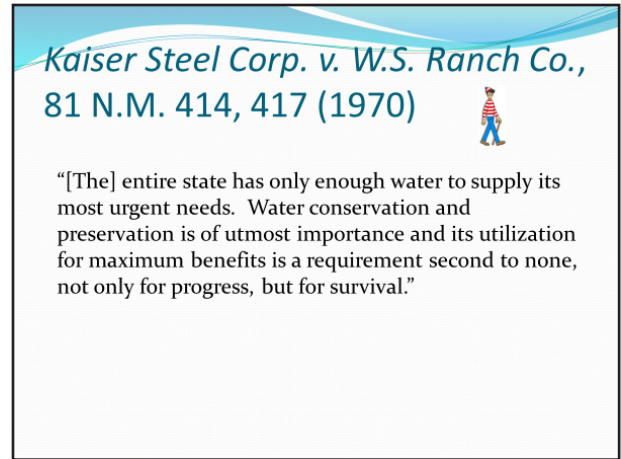 Kaiser Steel Corp. v. W.S. Ranch Co.,
81 N.M. 414, 417 (1970)
“[The] entire state has only enough water to supply its
most urgent needs.  Water conservation and
preservation is of utmost importance and its utilization
for maximum benefits is a requirement second to none,
not only for progress, but for survival.”